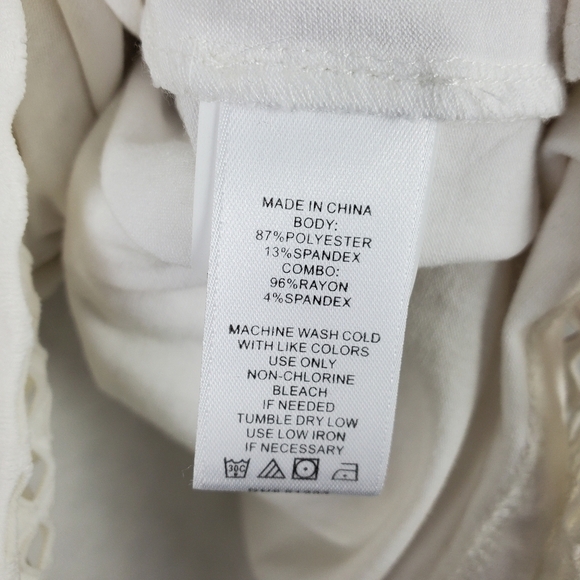 MADE IN CHINA
BODY:
87%POLYESTER
13%SPANDEX
COMBO:
96%RAYON
4%SPANDEX
MACHINE WASH COLD
WITH LIKE COLORS
USE ONLY
NON-CHLORINE
BLEACH
IF NEEDED
TUMBLE DRY LOW
USE LOW IRON
IF NECESSARY
30C